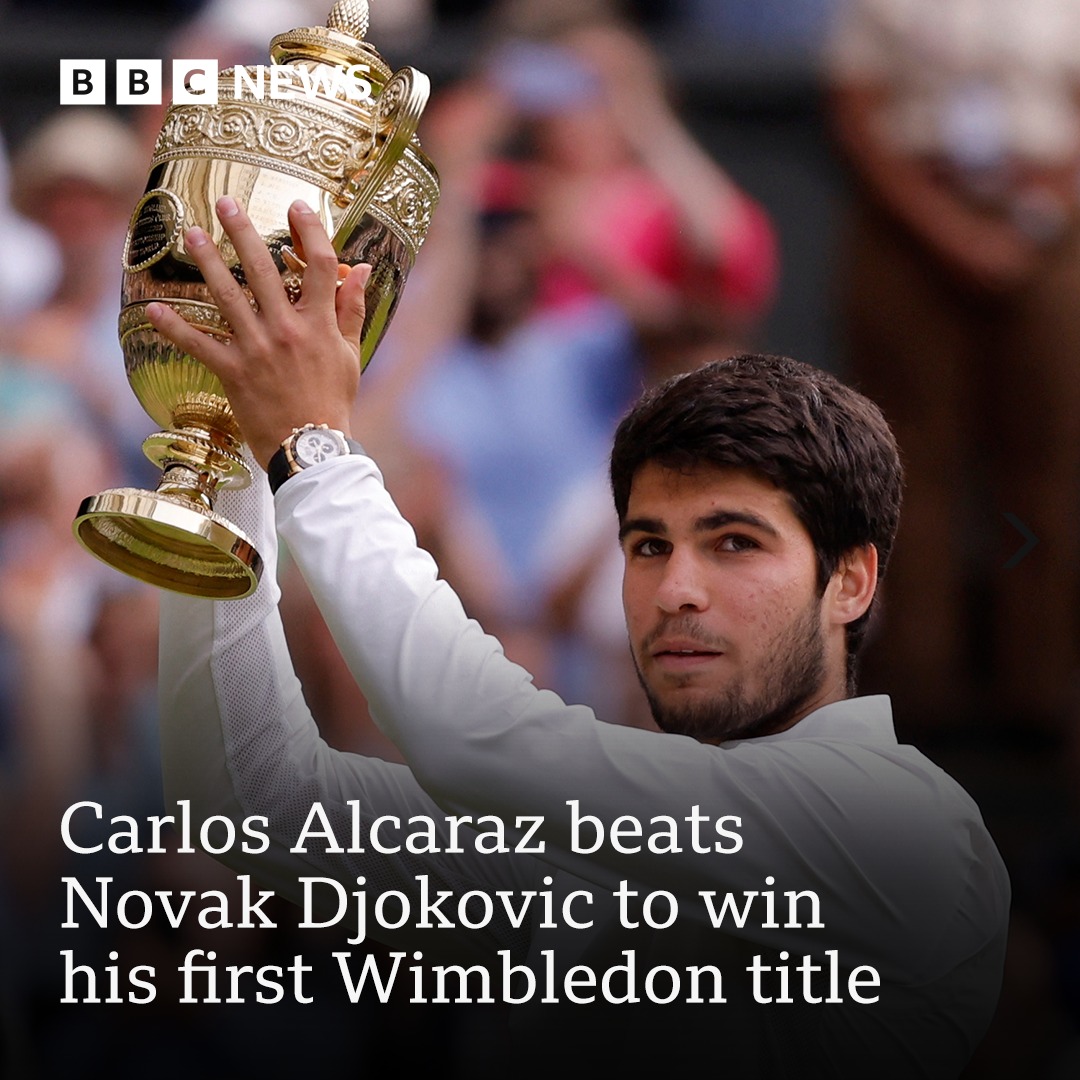 BBC NEWS
Carlos Alcaraz beats
Novak Djokovic to win
his first Wimbledon title